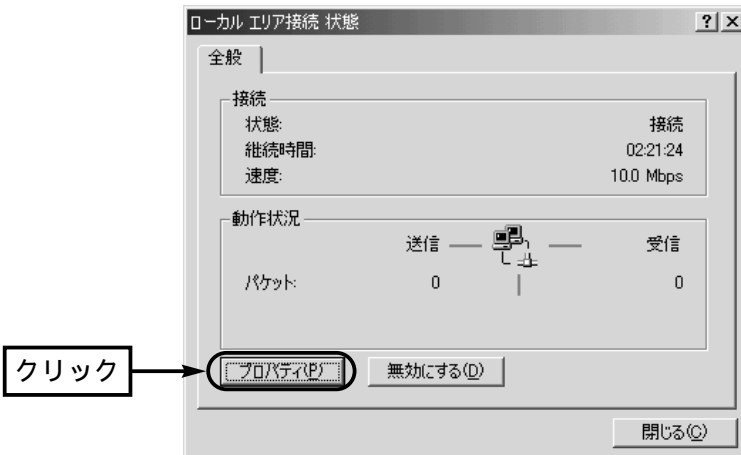 ローカル エリア接続 状態
全般
接続
状態: 接続
継続時間: 02:21:24
速度: 10.0 Mbps
動作状況
送信 受信
パケット: 0 0
クリック
プロパティ(P) 無効にする(D)
閉じる(C)